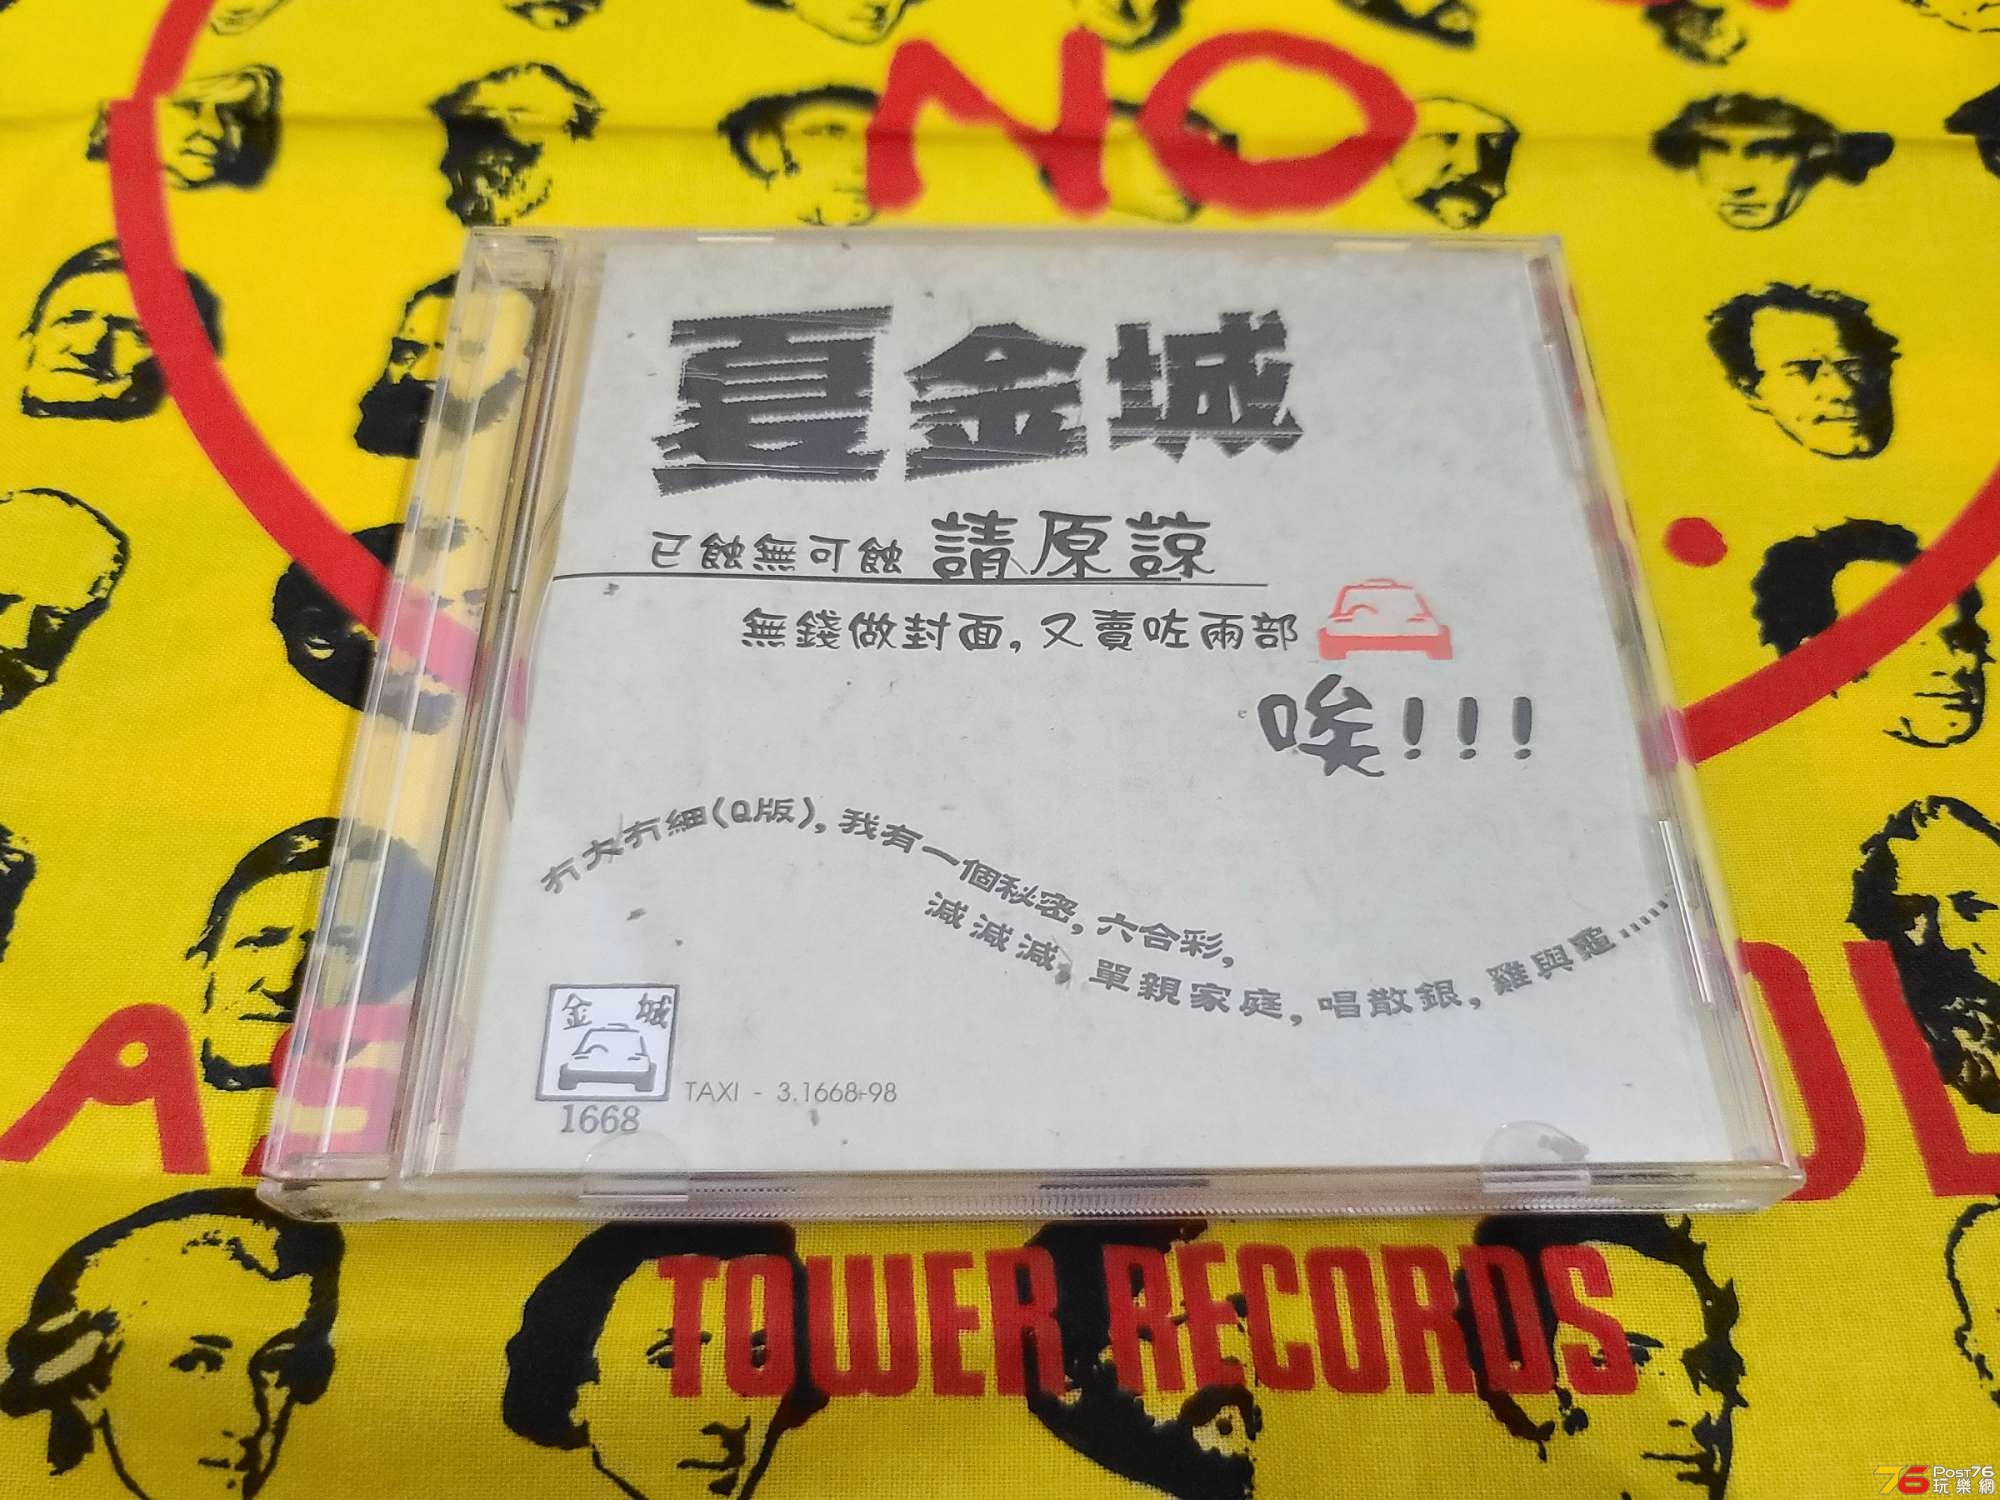 NO
夏金城
已蝕無可蝕 請原諒
無錢做封面，又賣咗兩部
唉!!!
冇大冇細(Q版)，我有一個秘密，六合彩，
減減減，單親家庭，唱散銀，雞與龜......
金 城
1668
TAXI - 3.1668-98
TOWER RECORDS
76 POST76
玩樂網